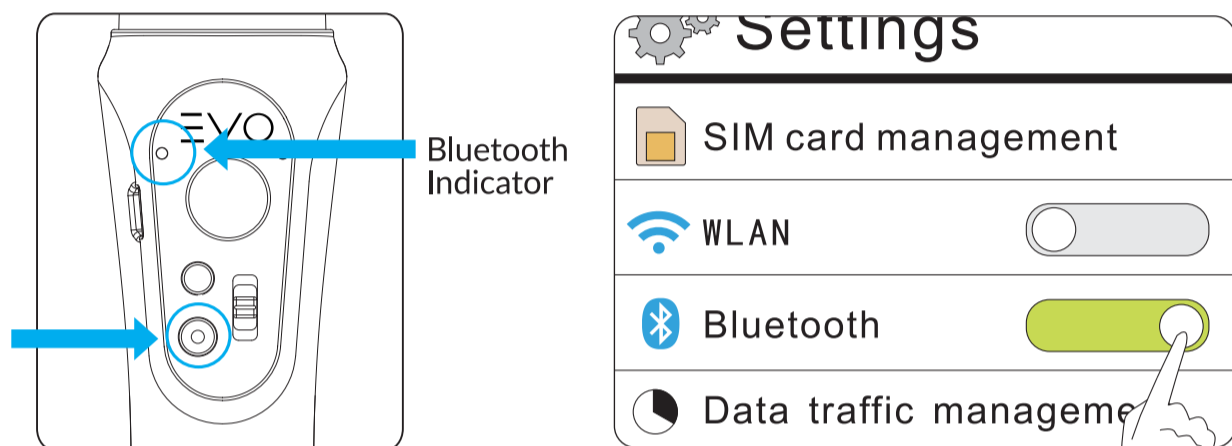 EVO
Bluetooth
Indicator
Settings
SIM card management
WLAN
Bluetooth
Data traffic manageme